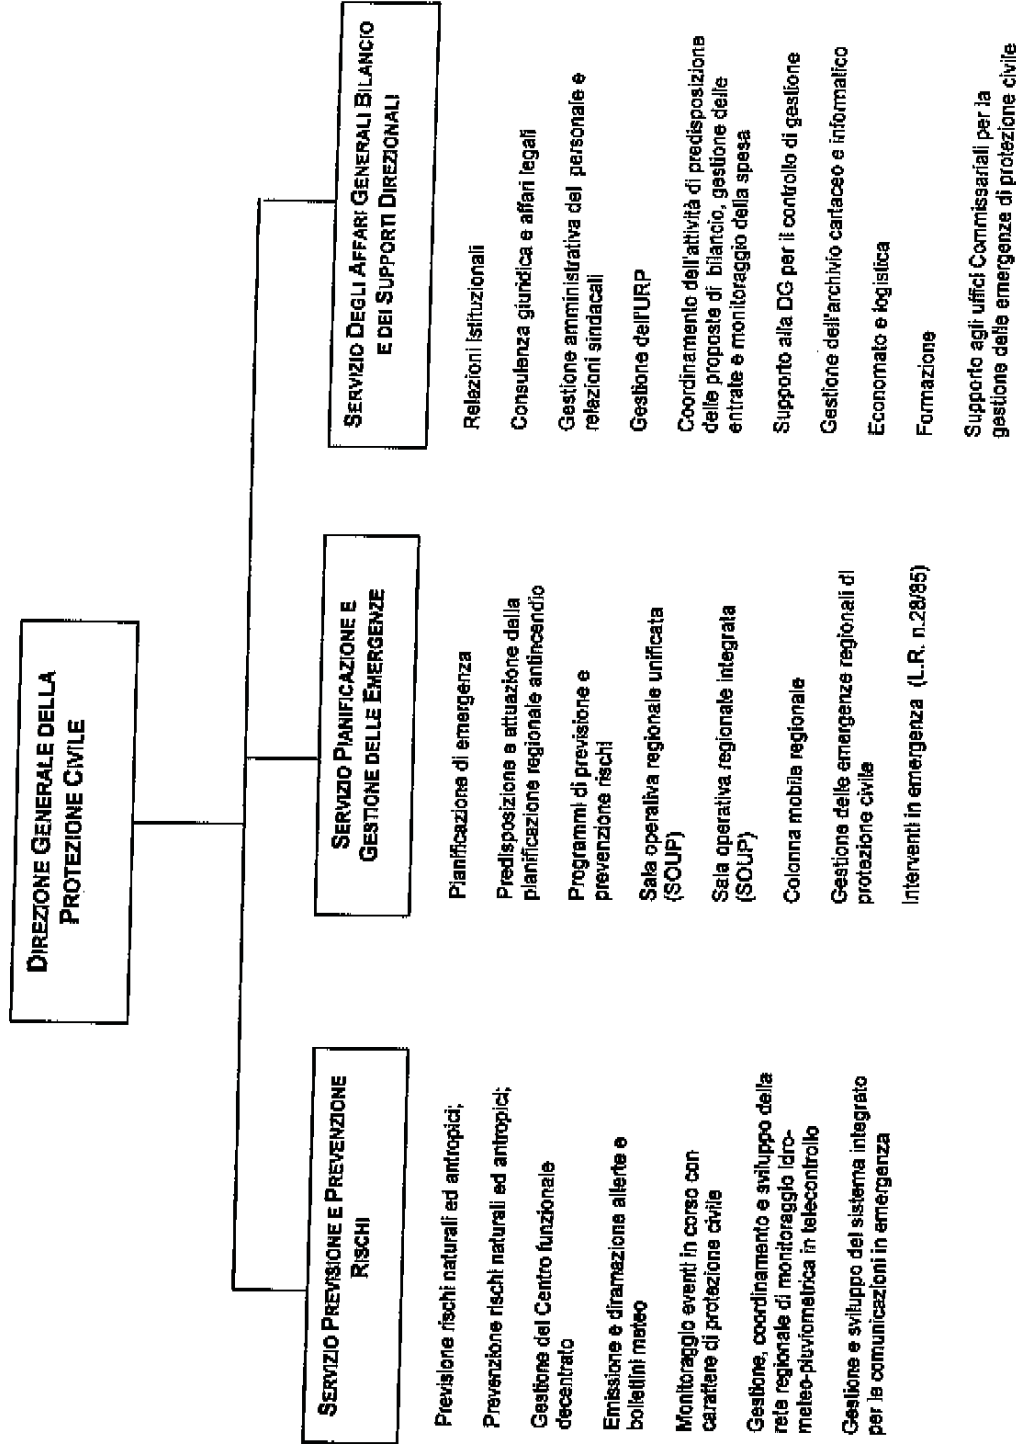 DIREZIONE GENERALE DELLA
PROTEZIONE CIVILE
SERVIZIO PREVISIONE E PREVENZIONE
RISCHI
Previsione rischi naturali ed antropici;
Prevenzione rischi naturali ed antropici;
Gestione del Centro funzionale
decentrato
Emissione e diramazione allerte e
bollettini meteo
Monitoraggio eventi in corso con
carattere di protezione civile
Gestione, coordinamento e sviluppo della
rete regionale di monitoraggio idro-
meteo-pluviometrica in telecontrollo
Gestione e sviluppo del sistema integrato
per le comunicazioni in emergenza
SERVIZIO PIANIFICAZIONE E
GESTIONE DELLE EMERGENZE
Pianificazione di emergenza
Predisposizione e attuazione della
planificazione regionale antincendio
Programmi di previsione e
prevenzione rischi
Sala operativa regionale unificata
(SOUP)
Sala operativa regionale integrata
(SOUP)
Colonna mobile regionale
Gestione delle emergenze regionali di
protezione civile
Interventi in emergenza (L.R. n.28/85)
SERVIZIO DEGLI AFFARI GENERALI BILANCIO
E DEI SUPPORTI DIREZIONALI
Relazioni istituzionali
Consulenza giuridica e affari legali
Gestione amministrativa del personale e
relazioni sindacali
Gestione dell'URP
Coordinamento dell'attività di predisposizione
delle proposte di bilancio, gestione delle
entrate e monitoraggio della spesa
Supporto alla DG per il controllo di gestione
Gestione dell'archivio cartaceo e informatico
Economato e logistica
Formazione
Supporto agli uffici Commissariali per la
gestione delle emergenze di protezione civile